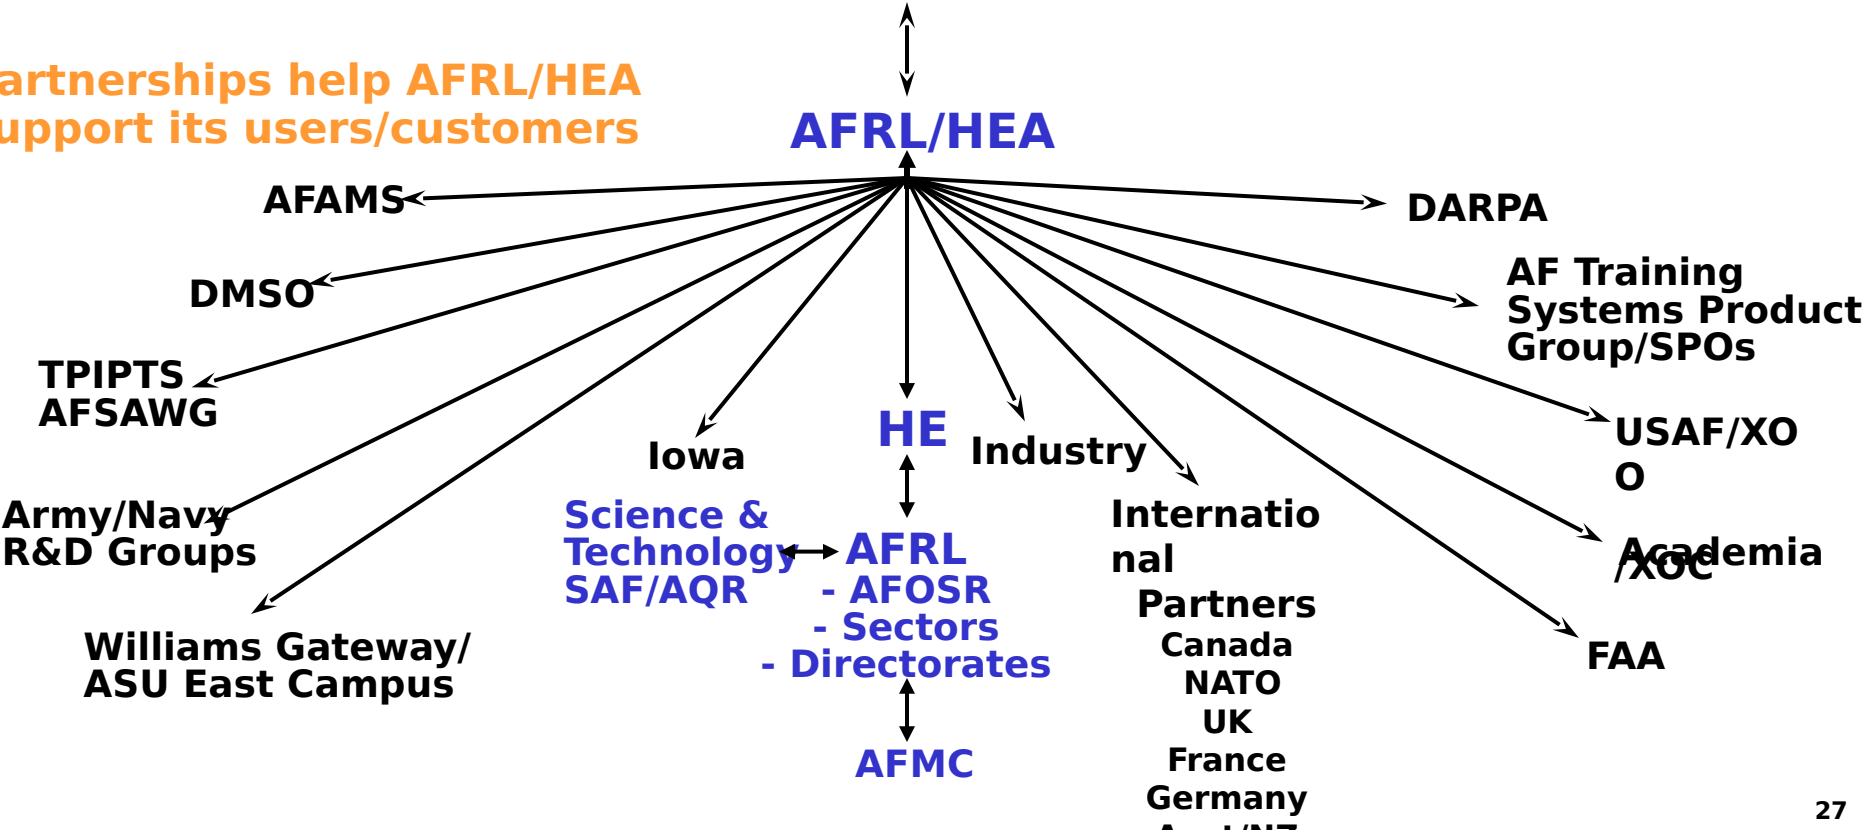 artnerships help AFRL/HEA
upport its users/customers
AFRL/HEA
AFAMS
DARPA
DMSO
AF Training
Systems Product
Group/SPOs
TPIPTS
AFSAWG
HE
Iowa
Industry
USAF/XO
O
/XOC
Academia
Army/Navy
R&D Groups
Science &
Technology
SAF/AQR
AFRL
- AFOSR
- Sectors
- Directorates
Internatio
nal
Partners
Canada
NATO
UK
France
Germany
FAA
Williams Gateway/
ASU East Campus
AFMC
27